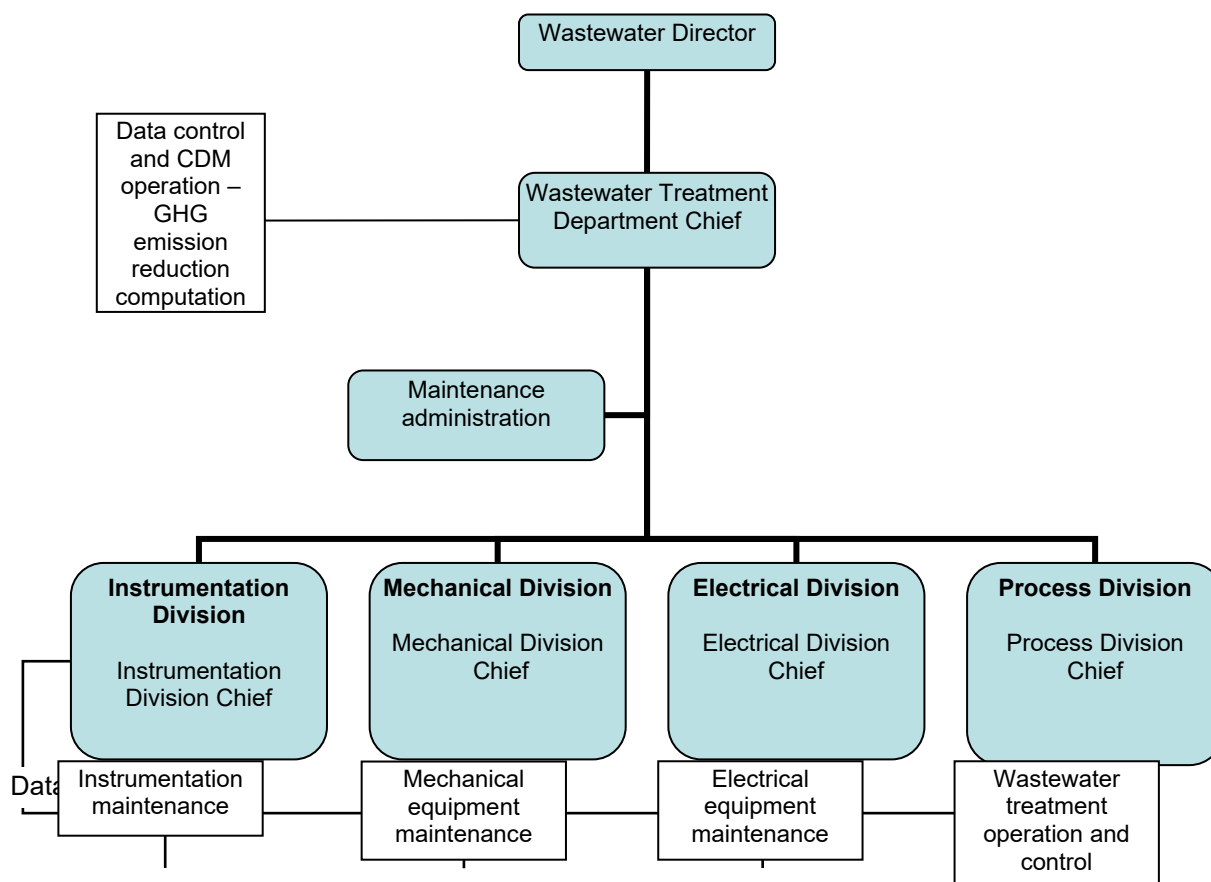 Wastewater Director
Data control
and CDM
operation –
GHG
emission
reduction
computation
Wastewater Treatment
Department Chief
Maintenance
administration
Instrumentation
Division
Instrumentation
Division Chief
Mechanical Division
Mechanical Division
Chief
Electrical Division
Electrical Division
Chief
Process Division
Process Division
Chief
Data
Instrumentation
maintenance
Mechanical
equipment
maintenance
Electrical
equipment
maintenance
Wastewater
treatment
operation and
control